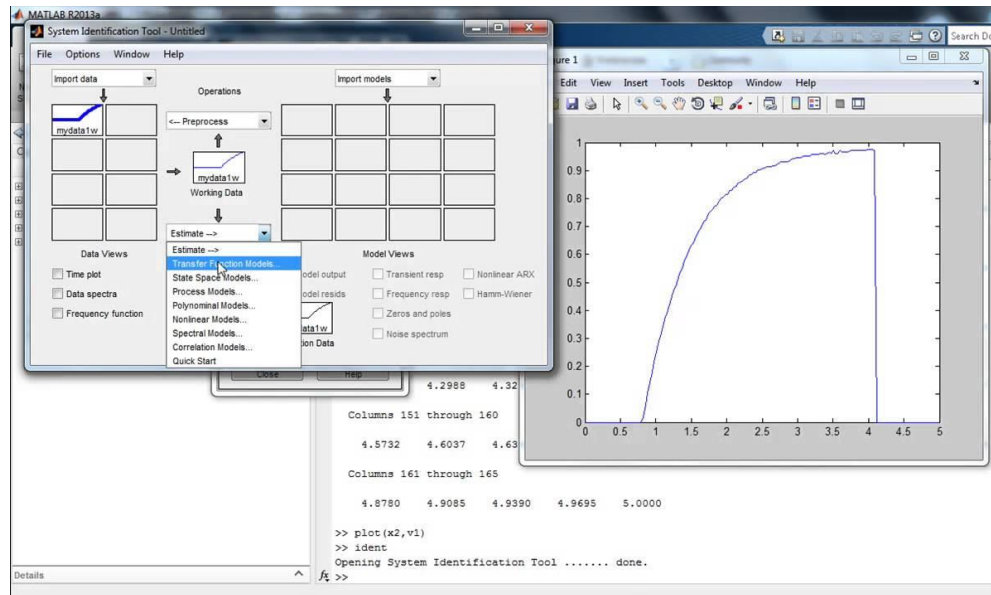 MATLAB R2013a
System Identification Tool - Untitled
File Options Window Help
Import data
Operations
Import models
mydata1w
<-- Preprocess
mydata1w
Working Data
Estimate -->
Estimate -->
Transfer Function Models...
State Space Models...
Process Models...
Polynominal Models...
Nonlinear Models...
Spectral Models...
Correlation Models...
Quick Start
Data Views
Time plot
Data spectra
Frequency function
Model Views
odel output
odel resids
Transient resp
Frequency resp
Zeros and poles
Noise spectrum
Nonlinear ARX
Hamm-Wiener
ata1w
ion Data
Close Help
Search Do
ure 1
Edit View Insert Tools Desktop Window Help
1
0.9
0.8
0.7
0.6
0.5
0.4
0.3
0.2
0.1
0
0 0.5 1 1.5 2 2.5 3 3.5 4 4.5 5
4.2988 4.32
Columns 151 through 160
4.5732 4.6037 4.63
Columns 161 through 165
4.8780 4.9085 4.9390 4.9695 5.0000
>> plot(x2,v1)
>> ident
Opening System Identification Tool ....... done.
fx >>
Details